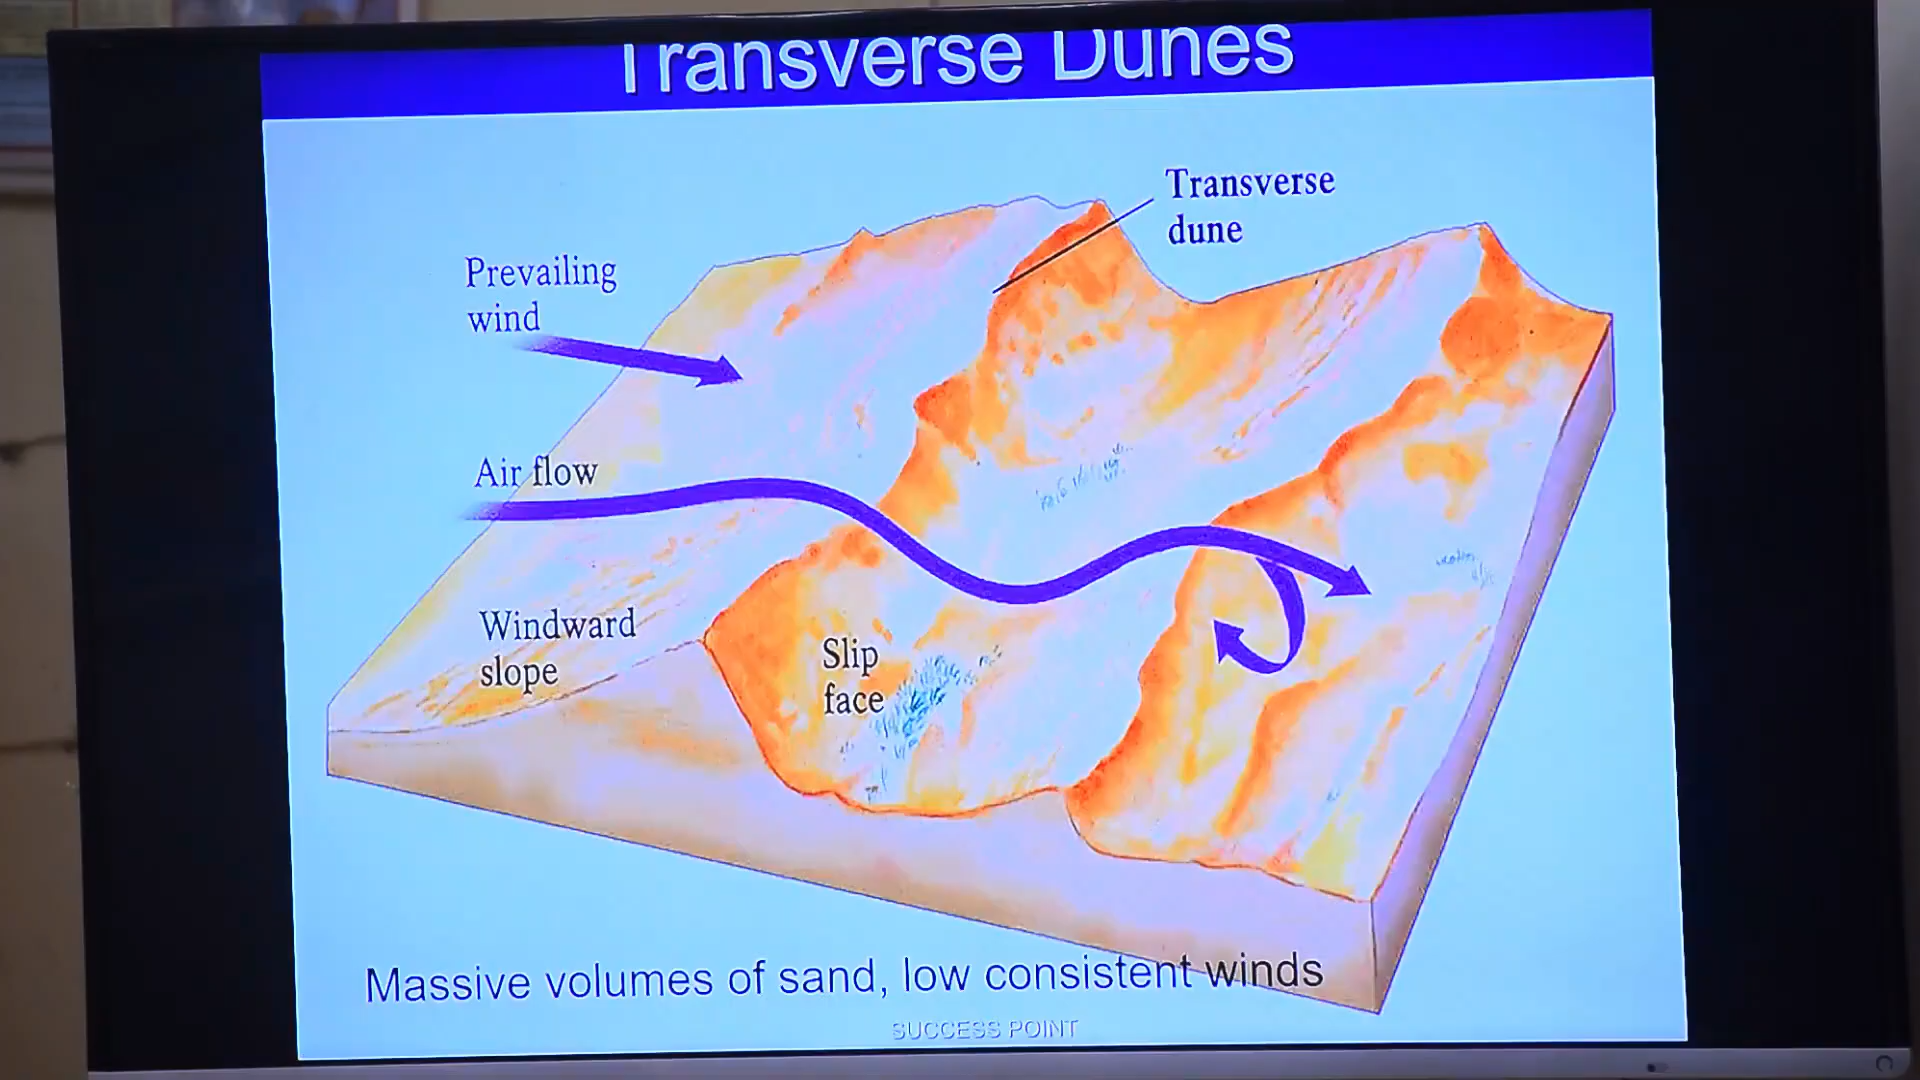 Transverse Dunes
Transverse
dune
Prevailing
wind
Air flow
Windward
slope
Slip
face
Massive volumes of sand, low consistent winds
SUCCESS POINT